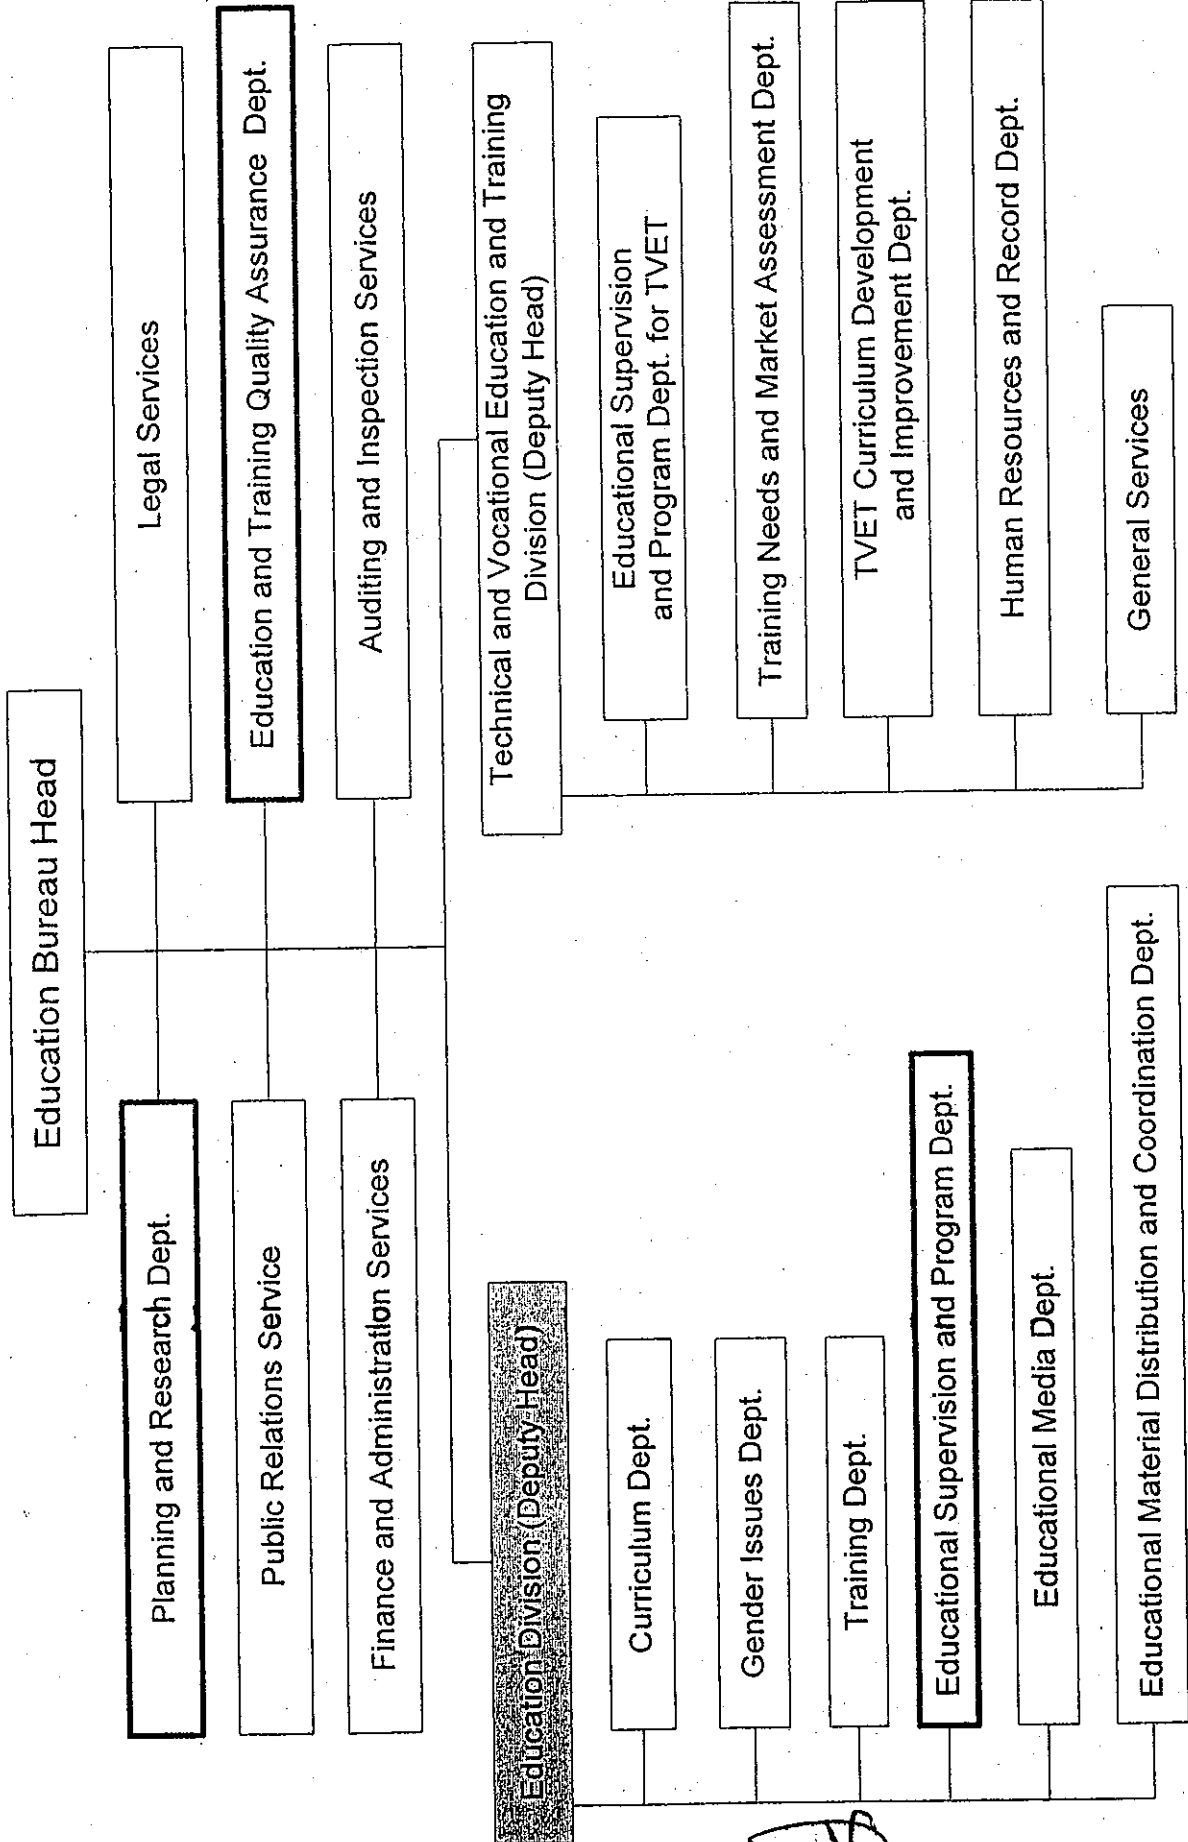 Education Bureau Head
Planning and Research Dept.
Legal Services
Public Relations Service
Education and Training Quality Assurance Dept.
Finance and Administration Services
Auditing and Inspection Services
Education Division (Deputy Head)
Technical and Vocational Education and Training
Division (Deputy Head)
Curriculum Dept.
Gender Issues Dept.
Training Dept.
Educational Supervision and Program Dept.
Educational Media Dept.
Educational Material Distribution and Coordination Dept.
Educational Supervision
and Program Dept. for TVET
Training Needs and Market Assessment Dept.
TVET Curriculum Development
and Improvement Dept.
Human Resources and Record Dept.
General Services